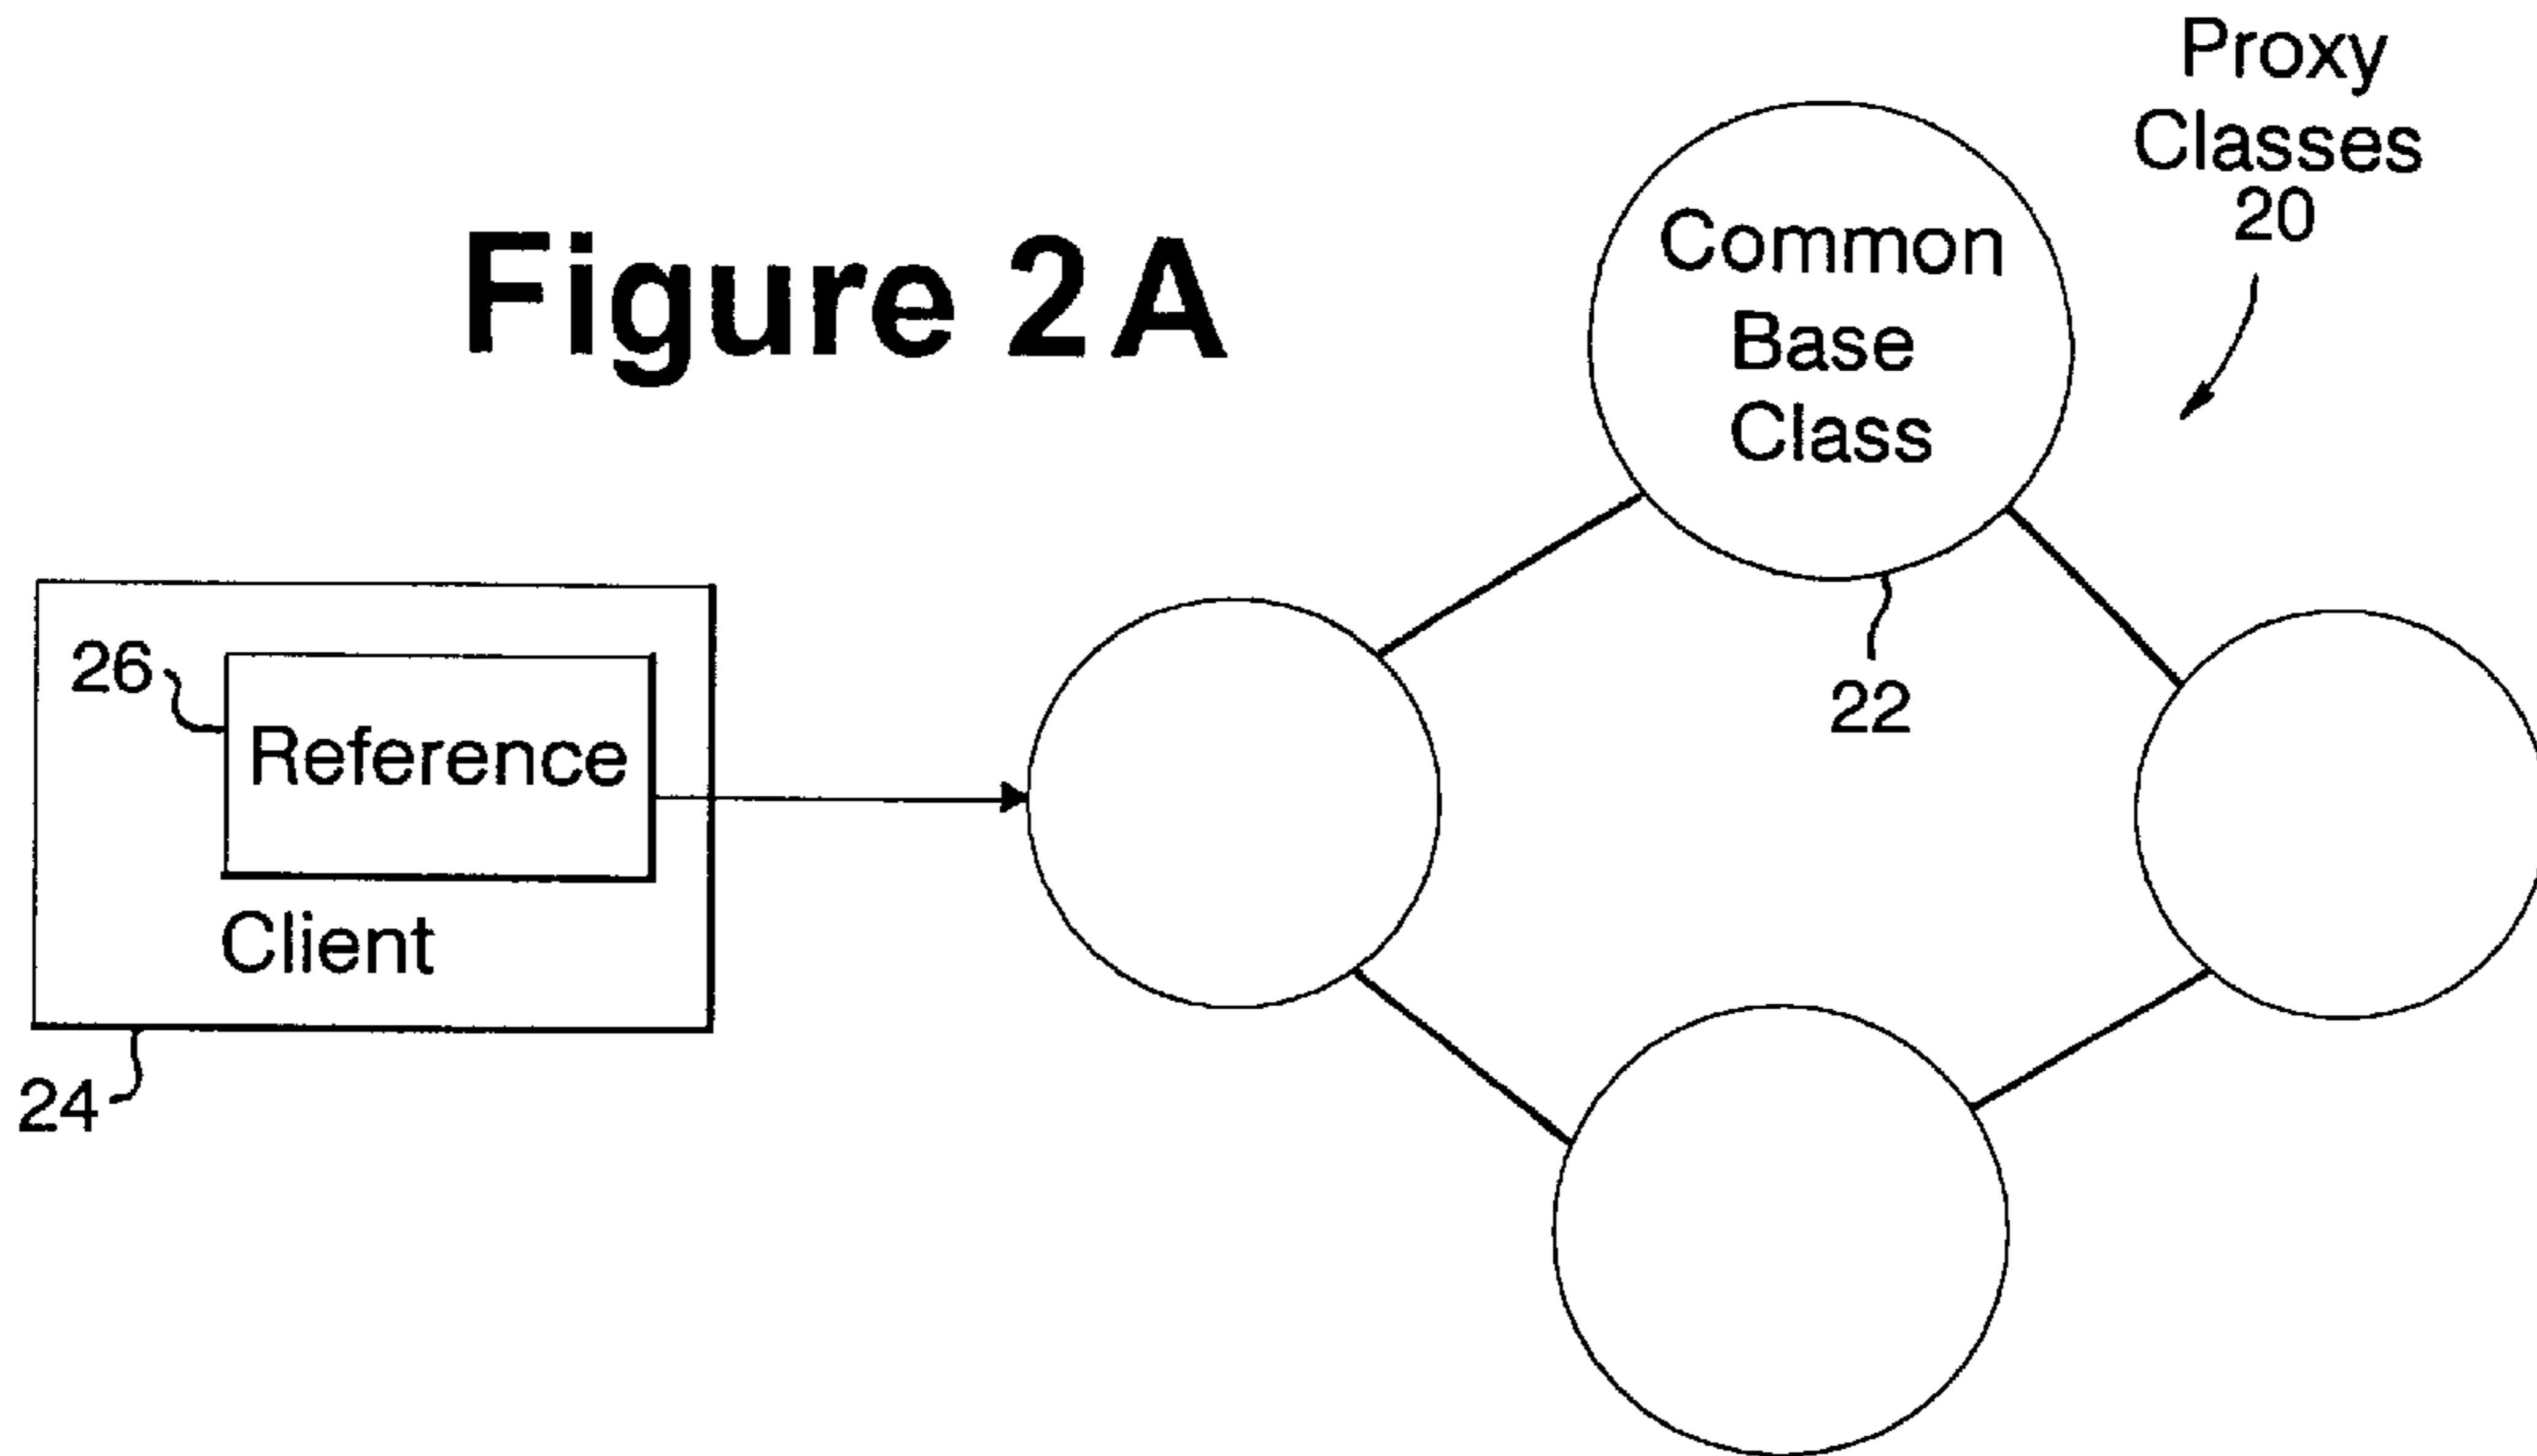 Proxy
Classes
20
Figure 2A
Common
Base
Class
22
26
Reference
Client
24